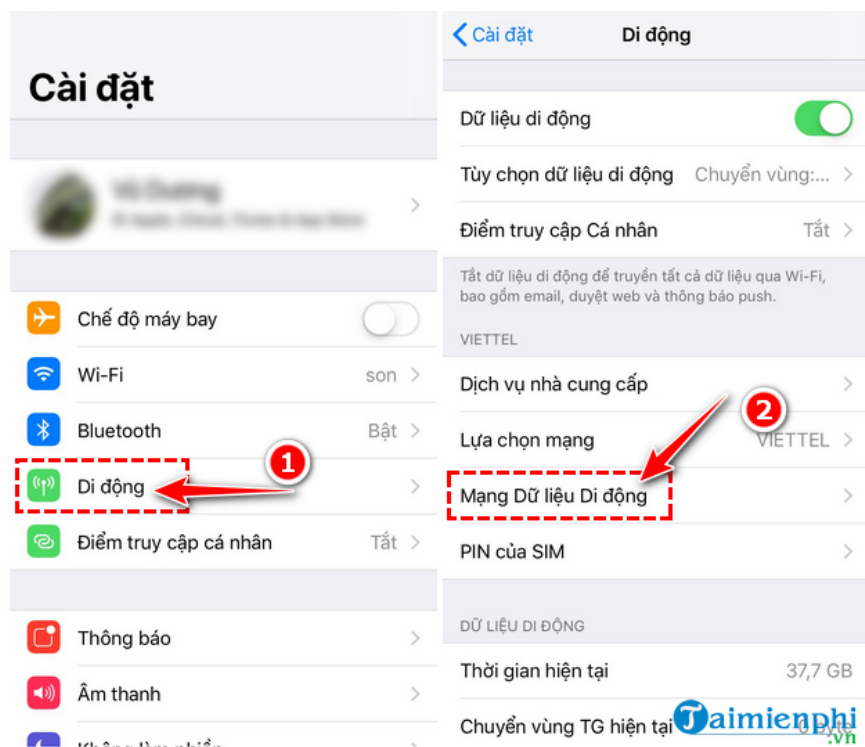 Cài đặt
Chế độ máy bay
Wi-Fi son
Bluetooth Bật
1
Di động
Điểm truy cập cá nhân Tắt
Thông báo
Âm thanh
Không làm phiền
Cài đặt Di động
Dữ liệu di động
Tùy chọn dữ liệu di động Chuyển vùng:...
Điểm truy cập Cá nhân Tắt
Tắt dữ liệu di động để truyền tất cả dữ liệu qua Wi-Fi,
bao gồm email, duyệt web và thông báo push.
VIETTEL
Dịch vụ nhà cung cấp
2
Lựa chọn mạng VIETTEL
Mạng Dữ liệu Di động
PIN của SIM
DỮ LIỆU DI ĐỘNG
Thời gian hiện tại 37,7 GB
Chuyển vùng TG hiện tại 0 byte
Taimienphi
.vn